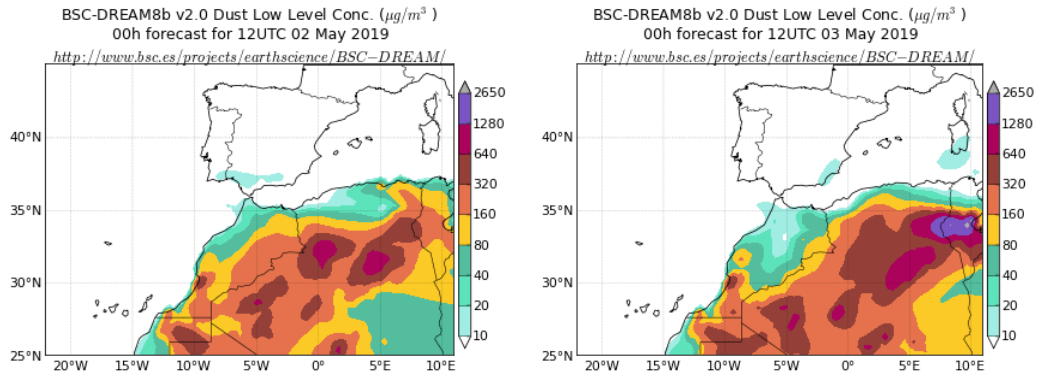 BSC-DREAM8b v2.0 Dust Low Level Conc. (μg/m³ )
00h forecast for 12UTC 02 May 2019
http://www.bsc.es/projects/earthscience/BSC−DREAM/
40°N
35°N
30°N
25°N
20°W
15°W
10°W
5°W
0°
5°E
10°E
2650
1280
640
320
160
80
40
20
10
BSC-DREAM8b v2.0 Dust Low Level Conc. (μg/m³ )
00h forecast for 12UTC 03 May 2019
http://www.bsc.es/projects/earthscience/BSC−DREAM/
40°N
35°N
30°N
25°N
20°W
15°W
10°W
5°W
0°
5°E
10°E
2650
1280
640
320
160
80
40
20
10